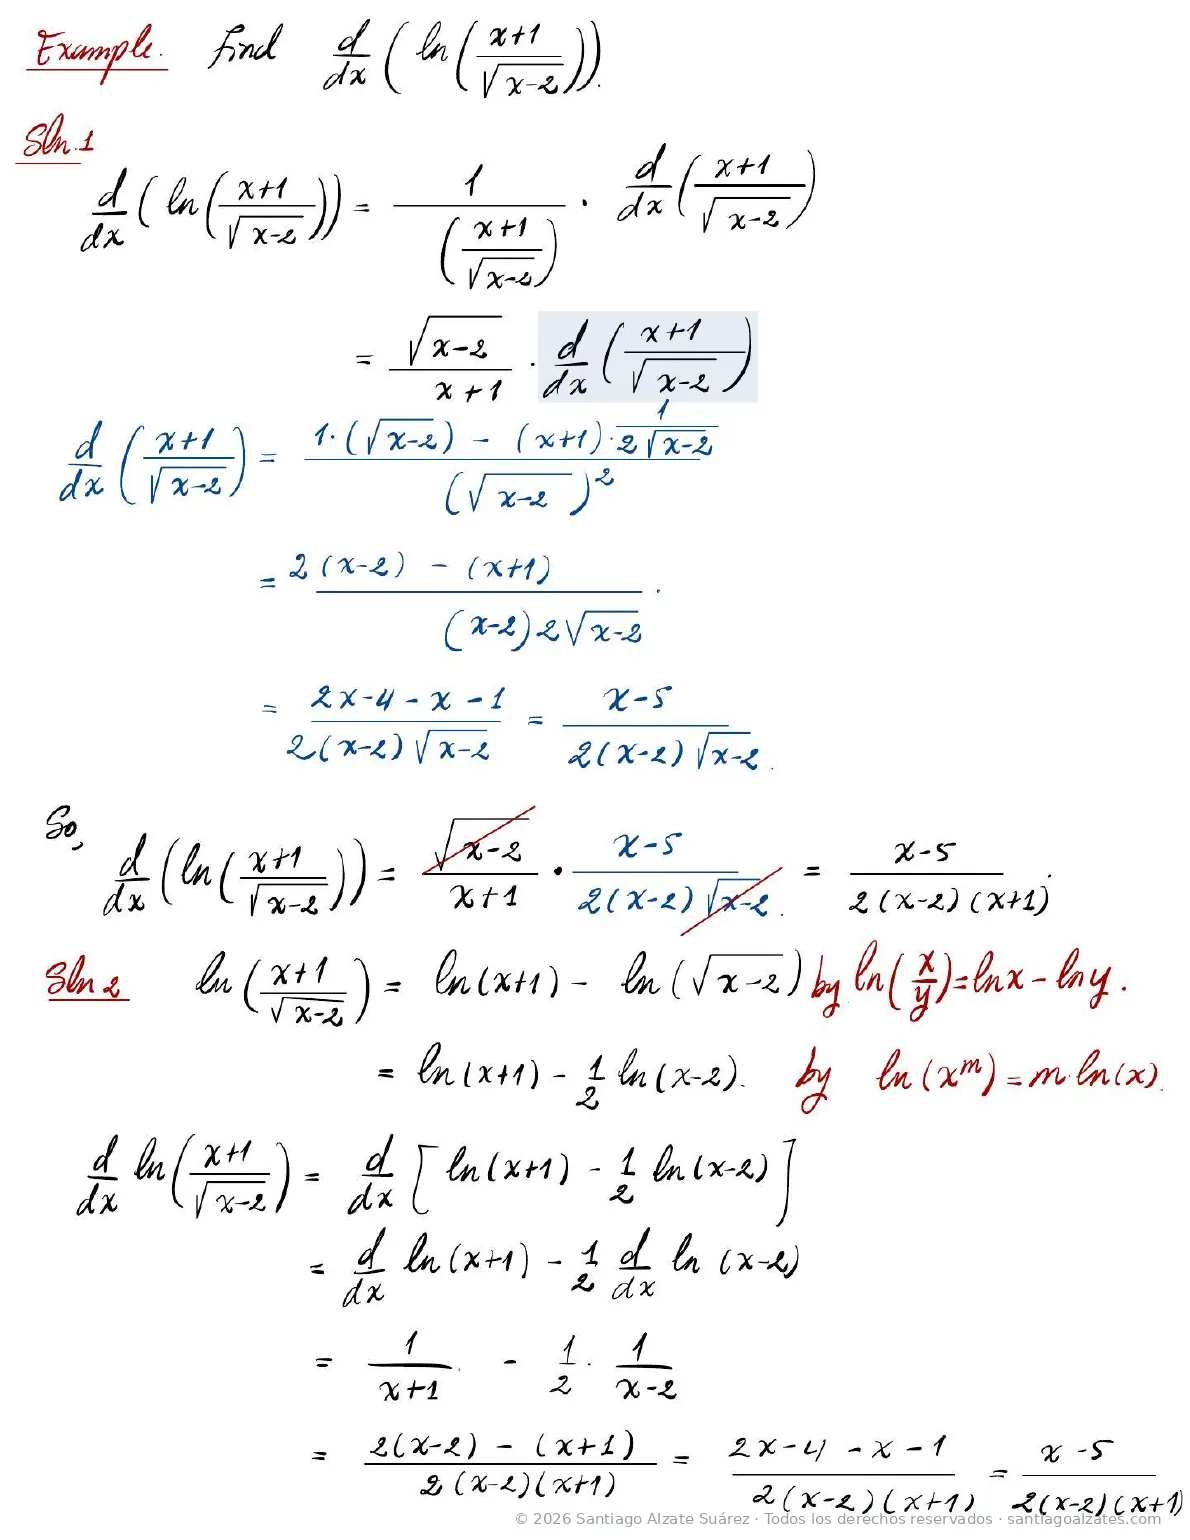 Example. Find d/dx ( ln ( (x+1)/√(x-2) ) ).
Sln.1
d/dx ( ln ( (x+1)/√(x-2) ) ) = 1/( (x+1)/√(x-2) ) · d/dx ( (x+1)/√(x-2) )
= √(x-2)/(x+1) · d/dx ( (x+1)/√(x-2) )
d/dx ( (x+1)/√(x-2) ) = ( 1·(√(x-2)) - (x+1)·1/(2√(x-2)) ) / (√(x-2))²
= ( 2(x-2) - (x+1) ) / ( (x-2)2√(x-2) ).
= (2x-4-x-1)/(2(x-2)√(x-2)) = (x-5)/(2(x-2)√(x-2)).
So,
d/dx ( ln ( (x+1)/√(x-2) ) ) = √(x-2)/(x+1) · (x-5)/(2(x-2)√(x-2)). = (x-5)/(2(x-2)(x+1)).
Sln 2 ln ( (x+1)/√(x-2) ) = ln(x+1) - ln(√(x-2)) by ln(x/y)=lnx-lny.
= ln(x+1) - 1/2 ln(x-2). by ln(x^m)=m·ln(x).
d/dx ln ( (x+1)/√(x-2) ) = d/dx [ ln(x+1) - 1/2 ln(x-2) ]
= d/dx ln(x+1) - 1/2 d/dx ln (x-2)
= 1/(x+1) - 1/2 · 1/(x-2)
= ( 2(x-2) - (x+1) )/( 2(x-2)(x+1) ) = (2x-4-x-1)/(2(x-2)(x+1)) = (x-5)/(2(x-2)(x+1))
© 2026 Santiago Alzate Suárez · Todos los derechos reservados · santiagoalzates.com